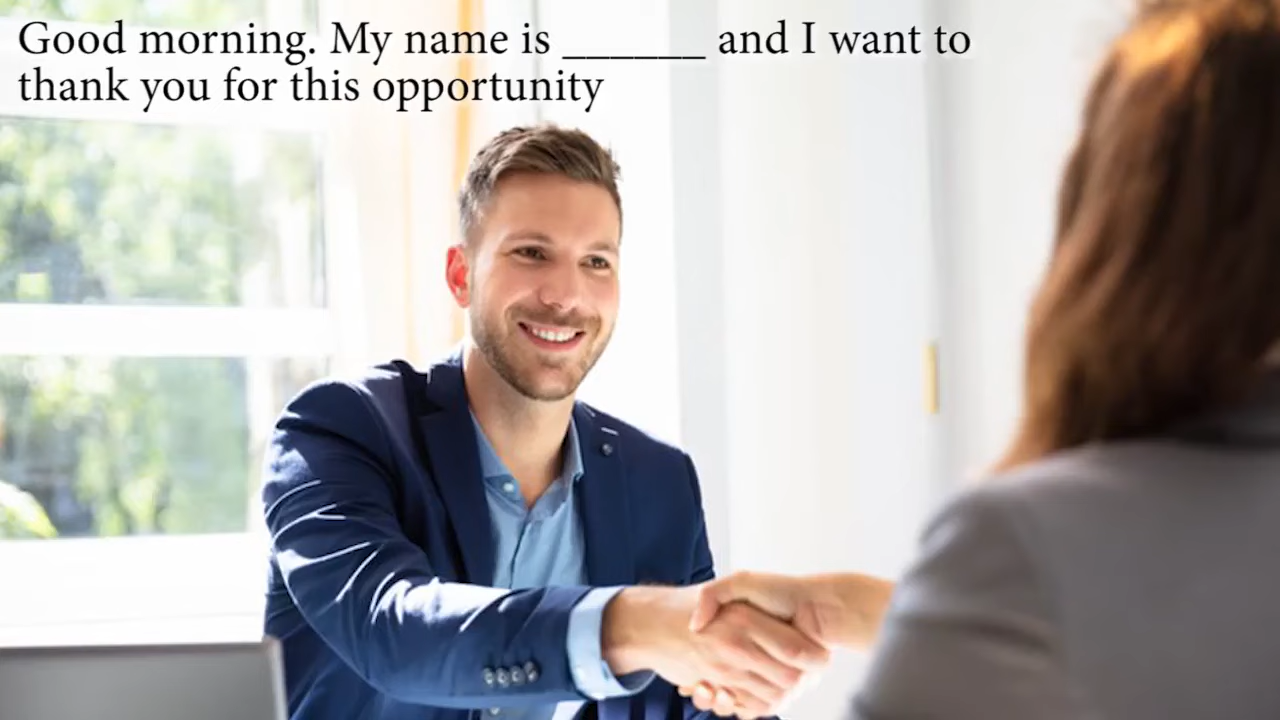 Good morning. My name is ______ and I want to
thank you for this opportunity